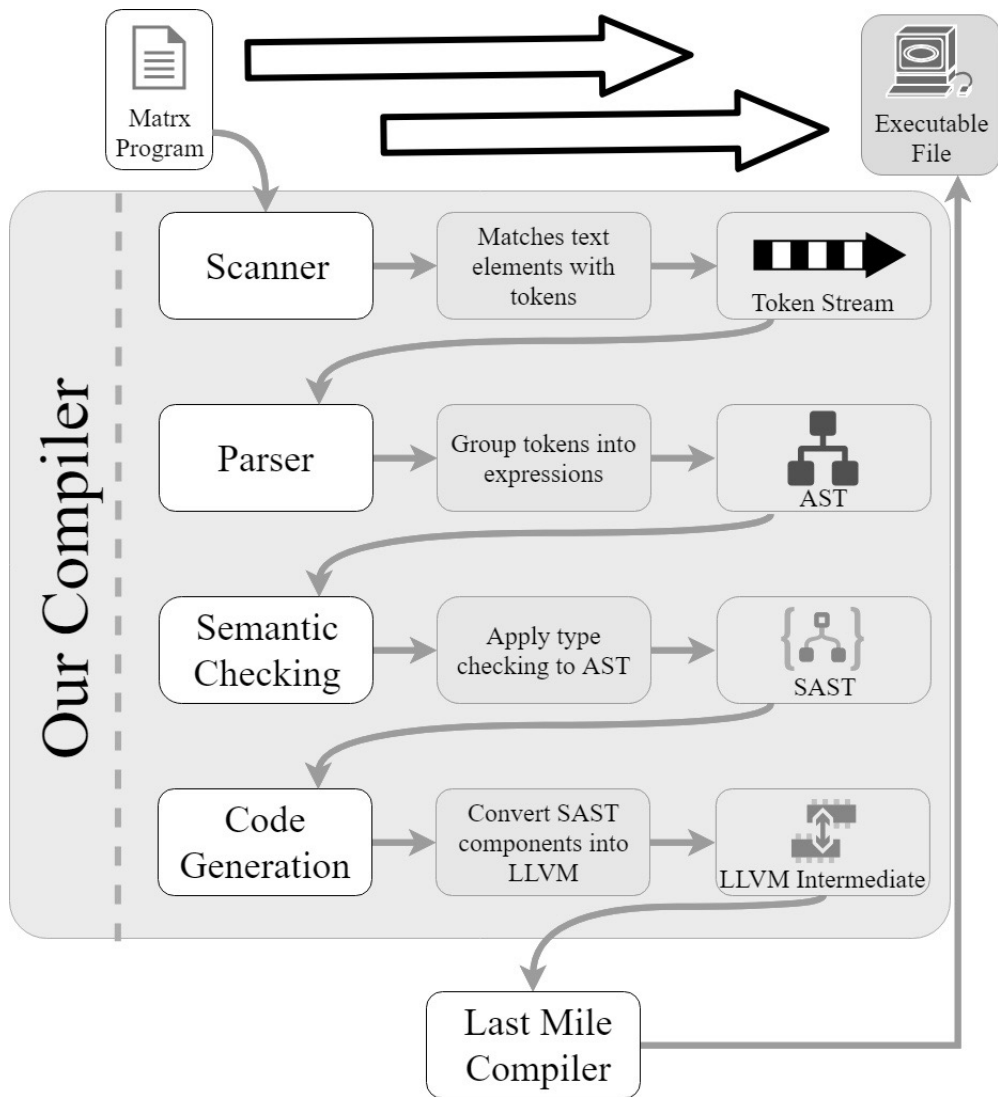 Matrx
Program
Executable
File
Our Compiler
Scanner
Matches text
elements with
tokens
Token Stream
Parser
Group tokens into
expressions
AST
Semantic
Checking
Apply type
checking to AST
SAST
Code
Generation
Convert SAST
components into
LLVM
LLVM Intermediate
Last Mile
Compiler